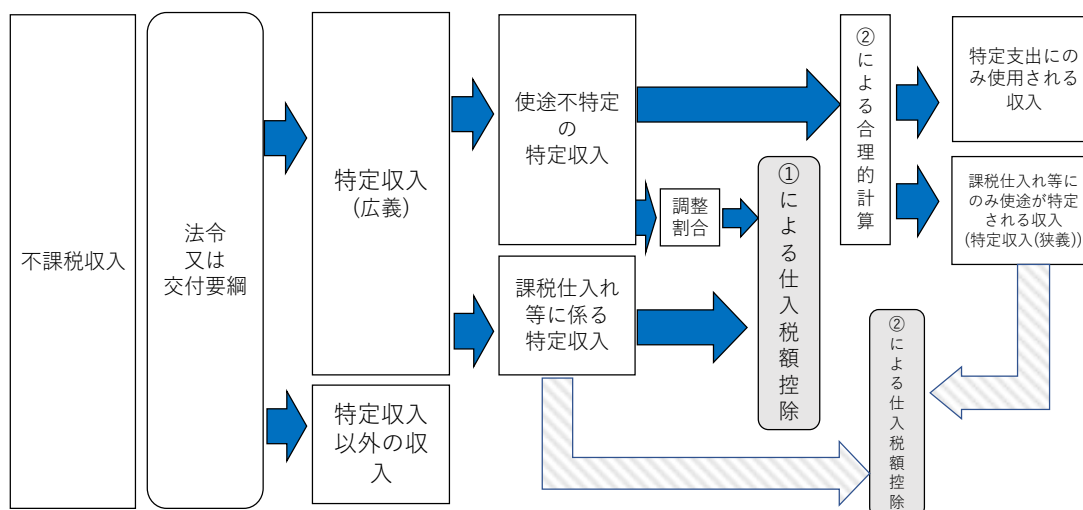 不課税収入
法令
又は
交付要綱
特定収入
(広義)
特定収入
以外の収
入
使途不特定
の
特定収入
課税仕入れ
等に係る
特定収入
調整
割合
①による仕入税額控除
②による合理的計算
特定支出にの
み使用される
収入
課税仕入れ等に
のみ使途が特定
される収入
(特定収入(狭義))
②による仕入税額控除